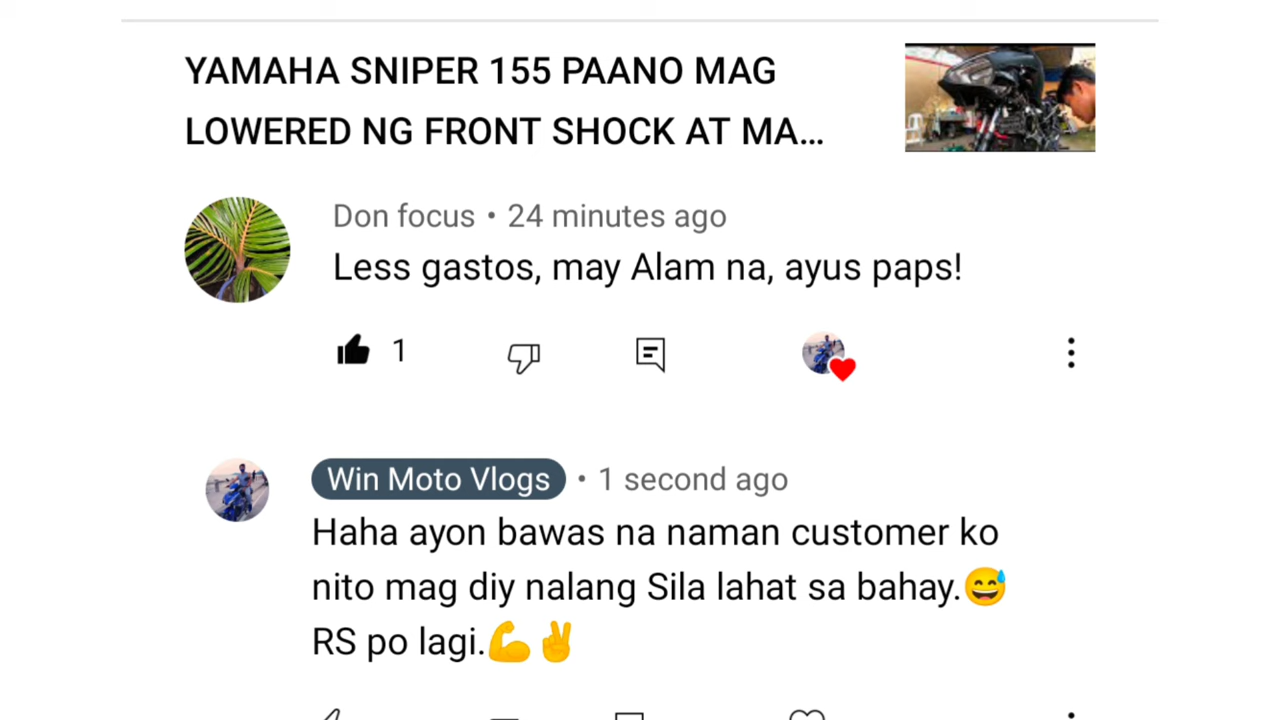 YAMAHA SNIPER 155 PAANO MAG
LOWERED NG FRONT SHOCK AT MA...
Don focus • 24 minutes ago
Less gastos, may Alam na, ayus paps!
1
Win Moto Vlogs • 1 second ago
Haha ayon bawas na naman customer ko
nito mag diy nalang Sila lahat sa bahay.😅
RS po lagi.💪✌️